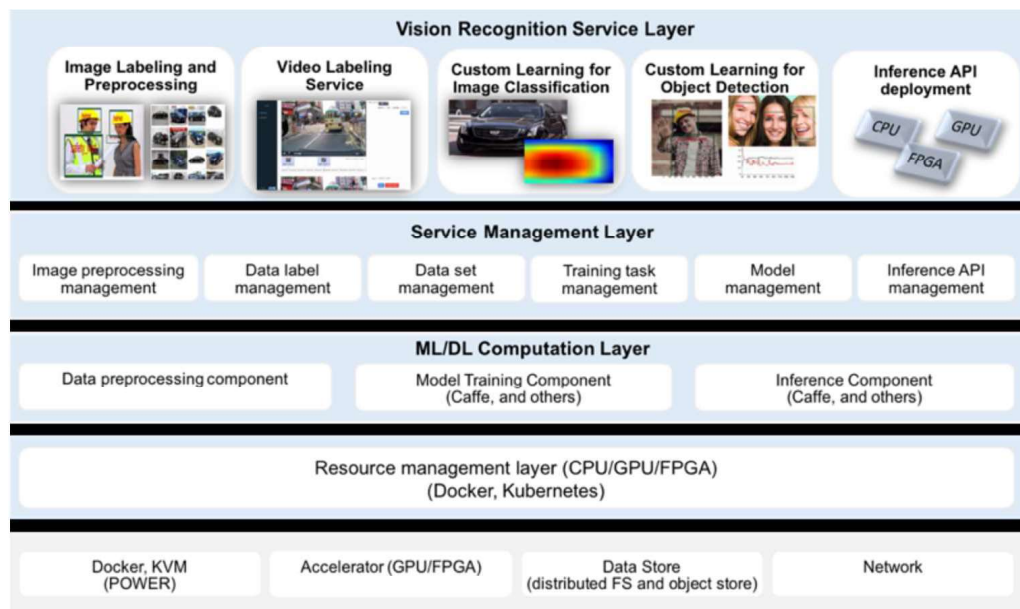 Vision Recognition Service Layer
Image Labeling and
Preprocessing
Video Labeling
Service
Custom Learning for
Image Classification
Custom Learning for
Object Detection
Inference API
deployment
CPU
GPU
FPGA
Service Management Layer
Image preprocessing
management
Data label
management
Data set
management
Training task
management
Model
management
Inference API
management
ML/DL Computation Layer
Data preprocessing component
Model Training Component
(Caffe, and others)
Inference Component
(Caffe, and others)
Resource management layer (CPU/GPU/FPGA)
(Docker, Kubernetes)
Docker, KVM
(POWER)
Accelerator (GPU/FPGA)
Data Store
(distributed FS and object store)
Network